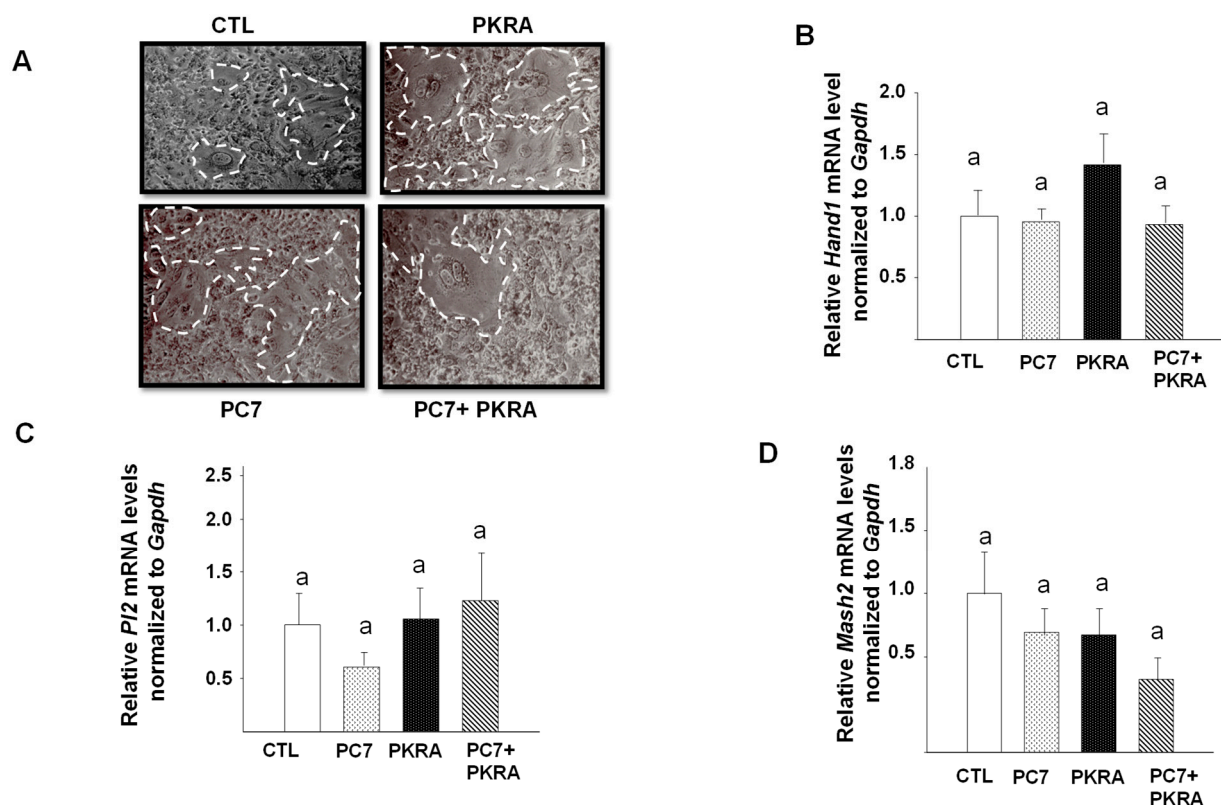 A
CTL
PKRA
PC7
PC7+ PKRA
B
Relative Hand1 mRNA level
normalized to Gapdh
2.0
1.5
1.0
0.5
a
a
a
a
CTL
PC7
PKRA
PC7+
PKRA
C
Relative Pl2 mRNA levels
normalized to Gapdh
2.5
2.0
1.5
1.0
0.5
a
a
a
a
CTL
PC7
PKRA
PC7+
PKRA
D
Relative Mash2 mRNA levels
normalized to Gapdh
1.8
1.5
1.0
0.5
a
a
a
a
CTL
PC7
PKRA
PC7+
PKRA